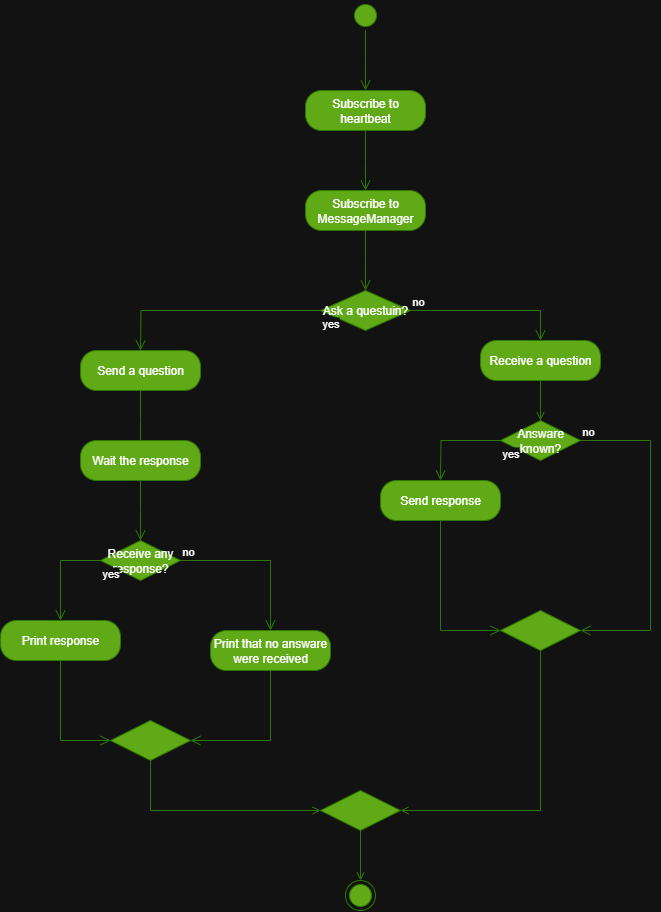 Subscribe to
heartbeat
Subscribe to
MessageManager
Ask a questuin?
no
yes
Send a question
Receive a question
Answare
known?
no
yes
Wait the response
Send response
Receive any
response?
no
yes
Print response
Print that no answare
were received